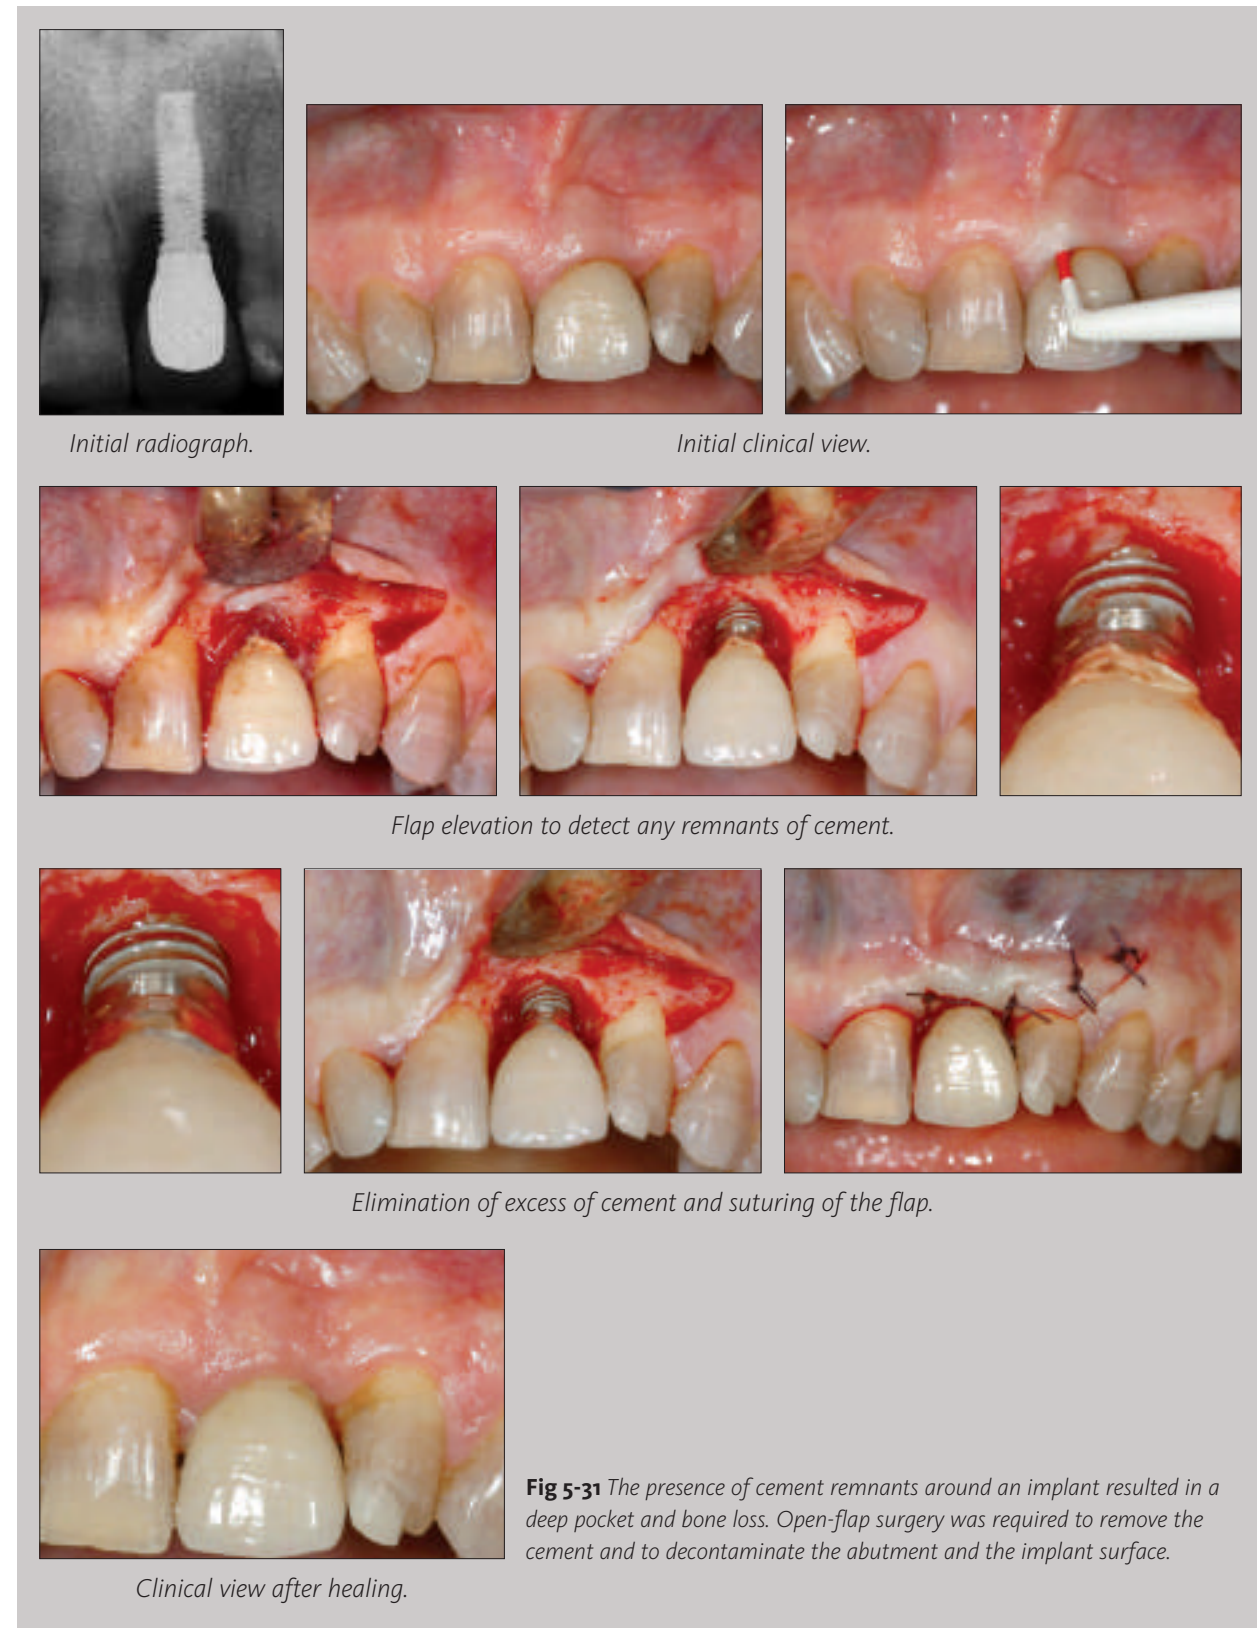 Initial radiograph.
Initial clinical view.
Flap elevation to detect any remnants of cement.
Elimination of excess of cement and suturing of the flap.
Fig 5-31 The presence of cement remnants around an implant resulted in a
deep pocket and bone loss. Open-flap surgery was required to remove the
cement and to decontaminate the abutment and the implant surface.
Clinical view after healing.